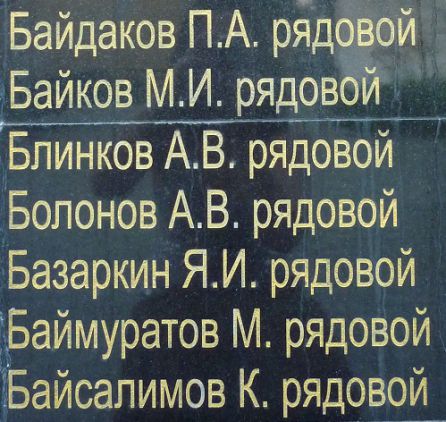 Байдаков П.А. рядовой
Байков М.И. рядовой
Блинков А.В. рядовой
Болонов А.В. рядовой
Базаркин Я.И. рядовой
Баймуратов М. рядовой
Байсалимов К. рядовой